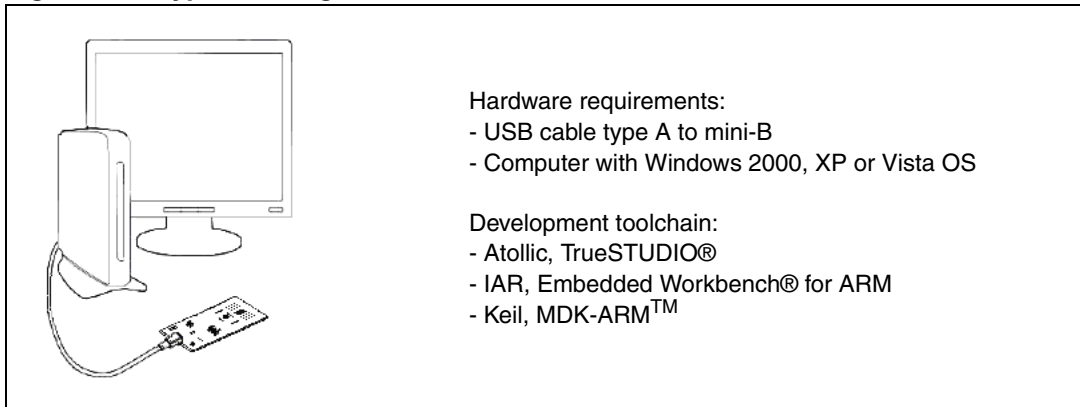 Hardware requirements:
- USB cable type A to mini-B
- Computer with Windows 2000, XP or Vista OS
Development toolchain:
- Atollic, TrueSTUDIO®
- IAR, Embedded Workbench® for ARM
- Keil, MDK-ARM™